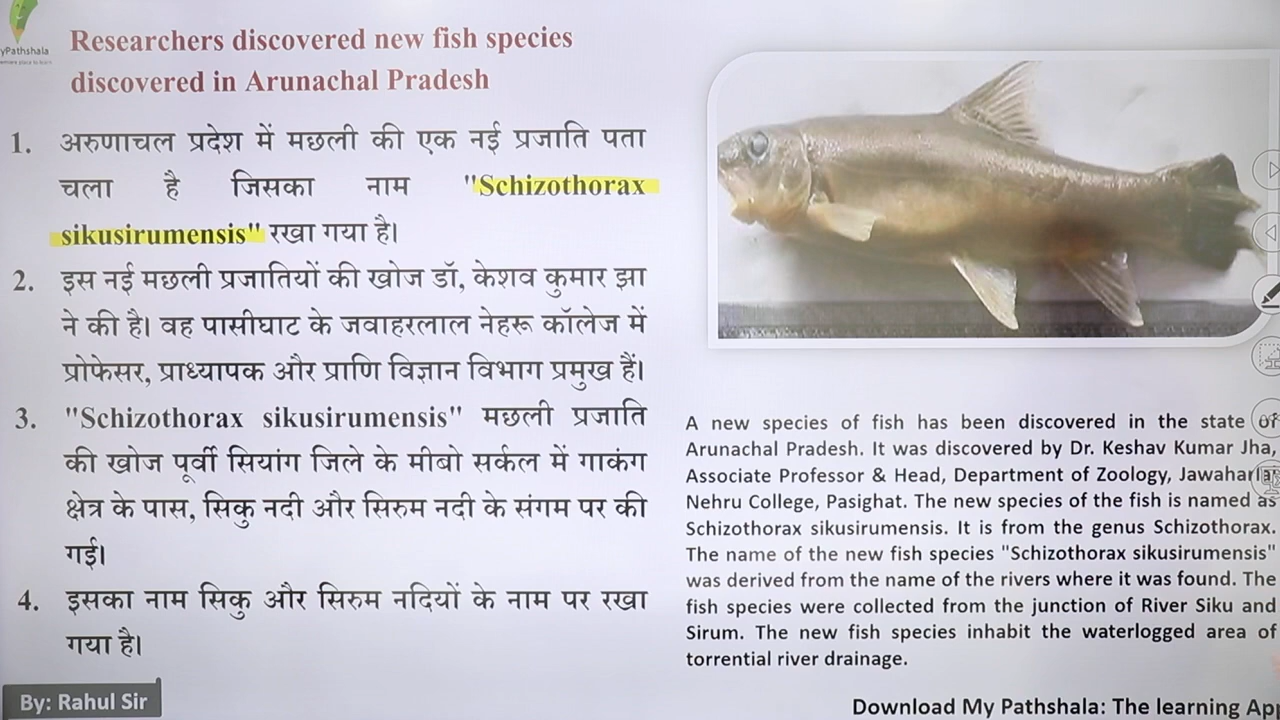 yPathshala
Researchers discovered new fish species
discovered in Arunachal Pradesh
1. अरुणाचल प्रदेश में मछली की एक नई प्रजाति पता
चला है जिसका नाम "Schizothorax
sikusirumensis" रखा गया है।
2. इस नई मछली प्रजातियों की खोज डॉ, केशव कुमार झा
ने की है। वह पासीघाट के जवाहरलाल नेहरू कॉलेज में
प्रोफेसर, प्राध्यापक और प्राणि विज्ञान विभाग प्रमुख हैं।
3. "Schizothorax sikusirumensis" मछली प्रजाति
की खोज पूर्वी सियांग जिले के मीबो सर्कल में गाकंग
क्षेत्र के पास, सिकु नदी और सिरुम नदी के संगम पर की
गई।
4. इसका नाम सिकु और सिरुम नदियों के नाम पर रखा
गया है।
By: Rahul Sir
A new species of fish has been discovered in the state of
Arunachal Pradesh. It was discovered by Dr. Keshav Kumar Jha,
Associate Professor & Head, Department of Zoology, Jawaharlal
Nehru College, Pasighat. The new species of the fish is named as
Schizothorax sikusirumensis. It is from the genus Schizothorax.
The name of the new fish species "Schizothorax sikusirumensis"
was derived from the name of the rivers where it was found. The
fish species were collected from the junction of River Siku and
Sirum. The new fish species inhabit the waterlogged area of
torrential river drainage.
Download My Pathshala: The learning App